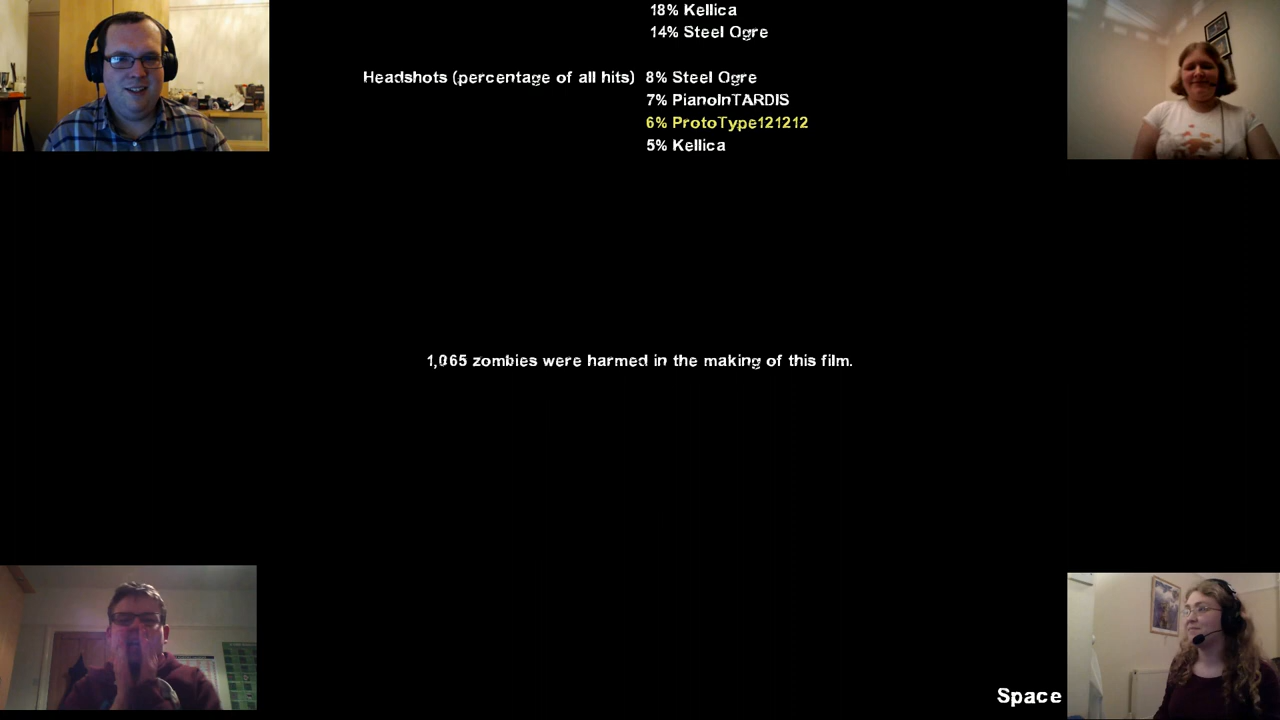 18% Kellica
14% Steel Ogre
Headshots (percentage of all hits) 8% Steel Ogre
7% PianoInTARDIS
6% ProtoType121212
5% Kellica
1,065 zombies were harmed in the making of this film.
Space